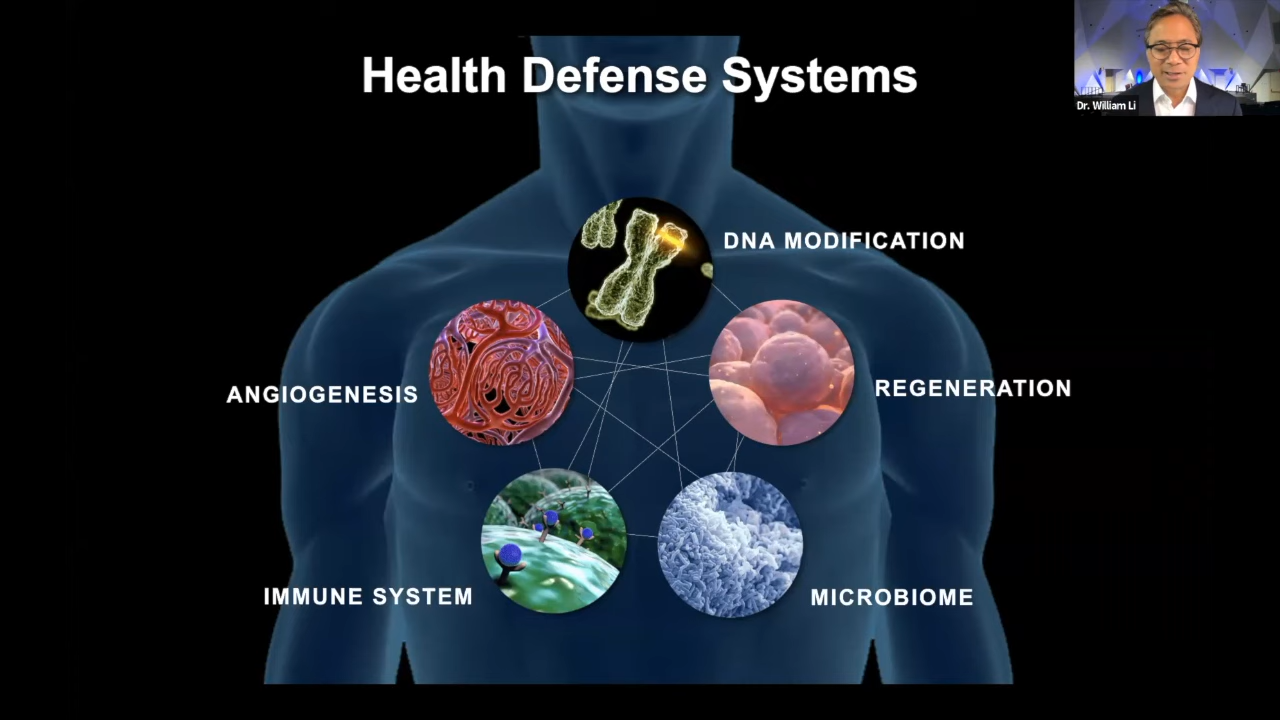 Health Defense Systems
Dr. William Li
DNA MODIFICATION
ANGIOGENESIS
REGENERATION
IMMUNE SYSTEM
MICROBIOME